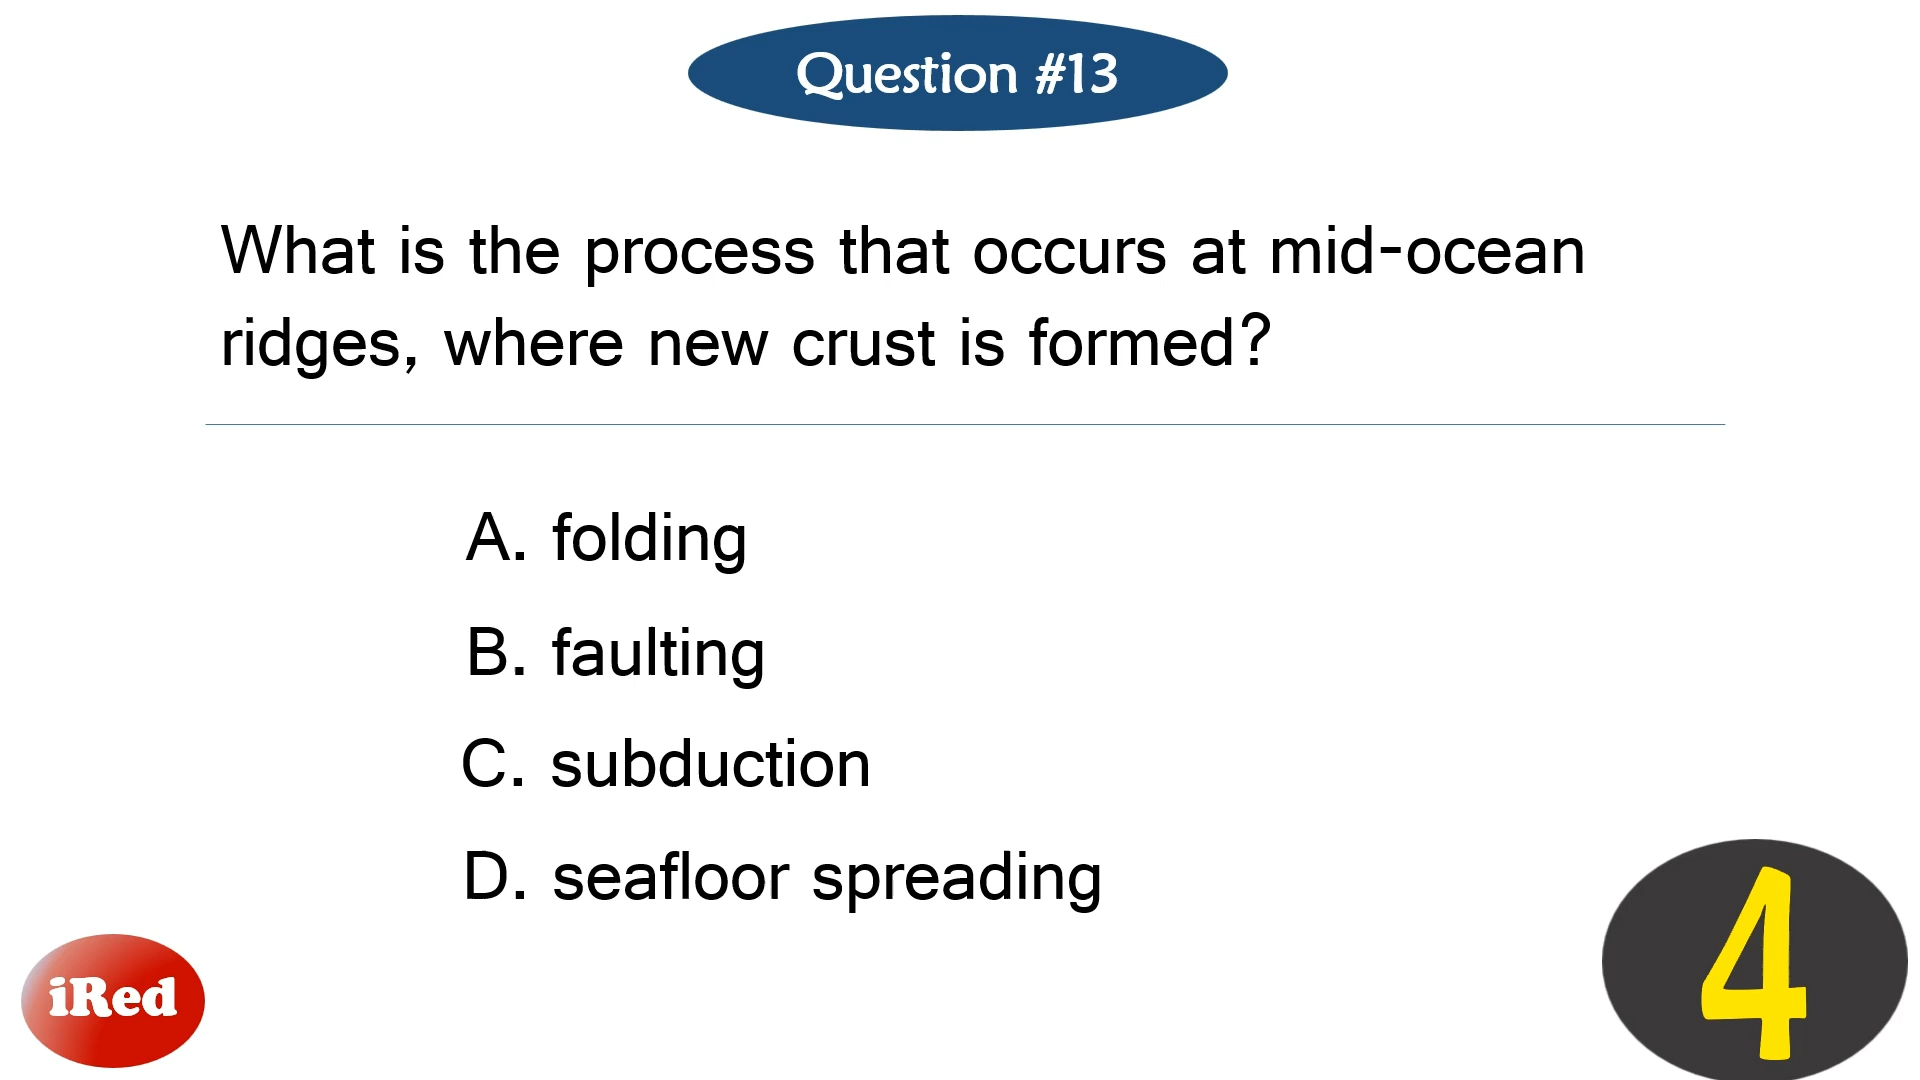 Question #13
What is the process that occurs at mid-ocean
ridges, where new crust is formed?
A. folding
B. faulting
C. subduction
D. seafloor spreading
iRed
4